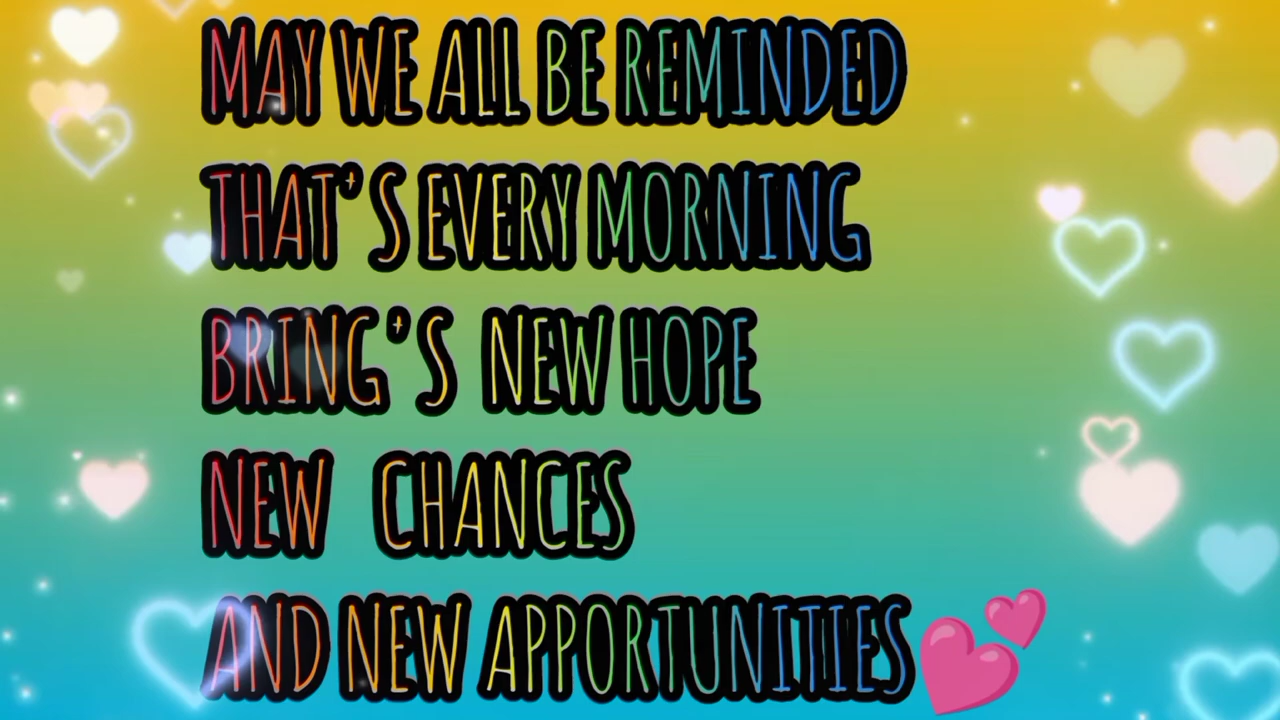 MAY WE ALL BE REMINDED
THAT'S EVERY MORNING
BRING'S NEW HOPE
NEW CHANCES
AND NEW APPORTUNITIES